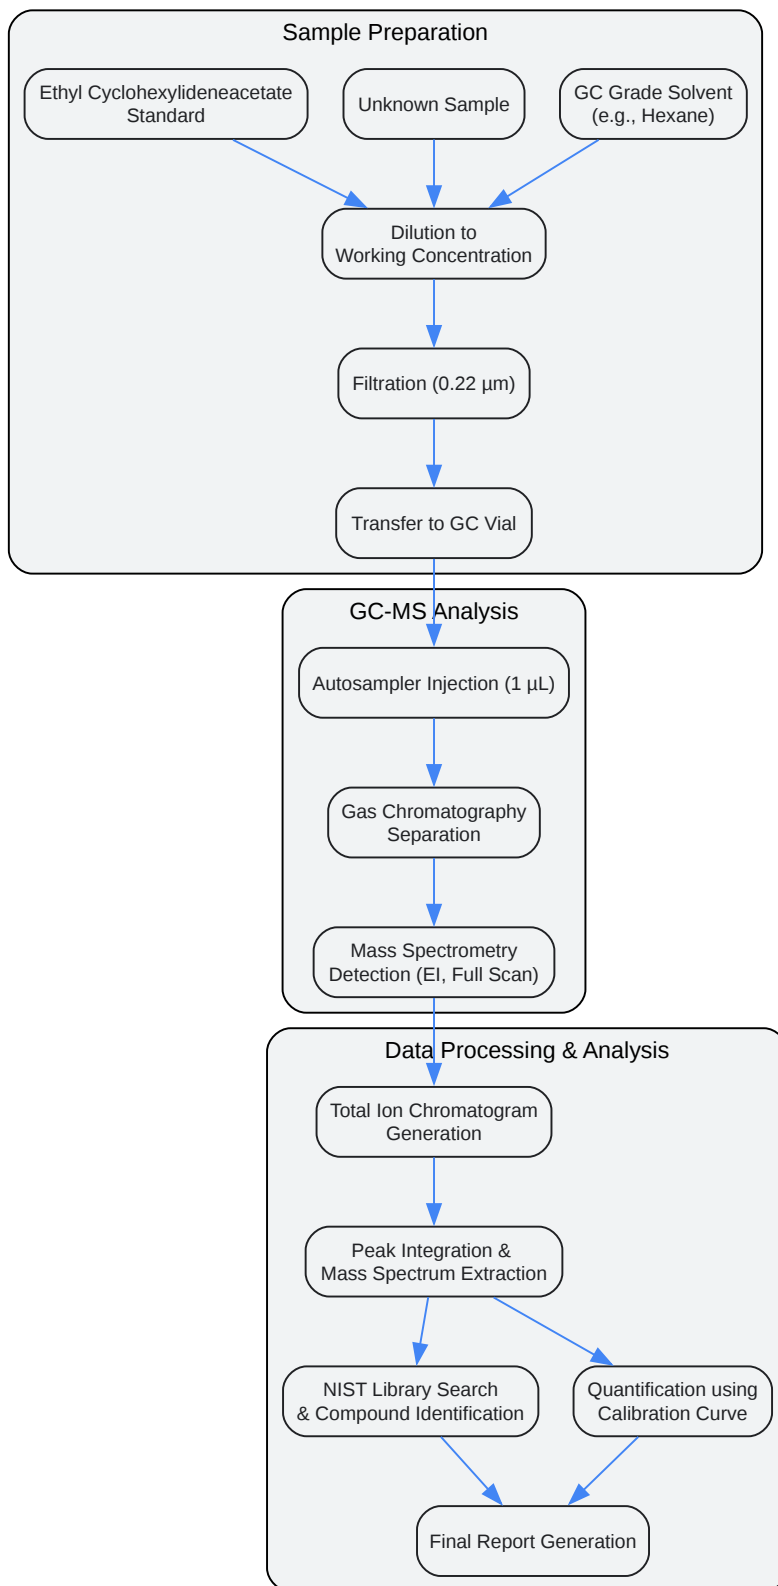 Sample Preparation
Ethyl Cyclohexylideneacetate
Standard
Unknown Sample
GC Grade Solvent
(e.g., Hexane)
Dilution to
Working Concentration
Filtration (0.22 µm)
Transfer to GC Vial
GC-MS Analysis
Autosampler Injection (1 µL)
Gas Chromatography
Separation
Mass Spectrometry
Detection (EI, Full Scan)
Data Processing & Analysis
Total Ion Chromatogram
Generation
Peak Integration &
Mass Spectrum Extraction
NIST Library Search
& Compound Identification
Quantification using
Calibration Curve
Final Report Generation